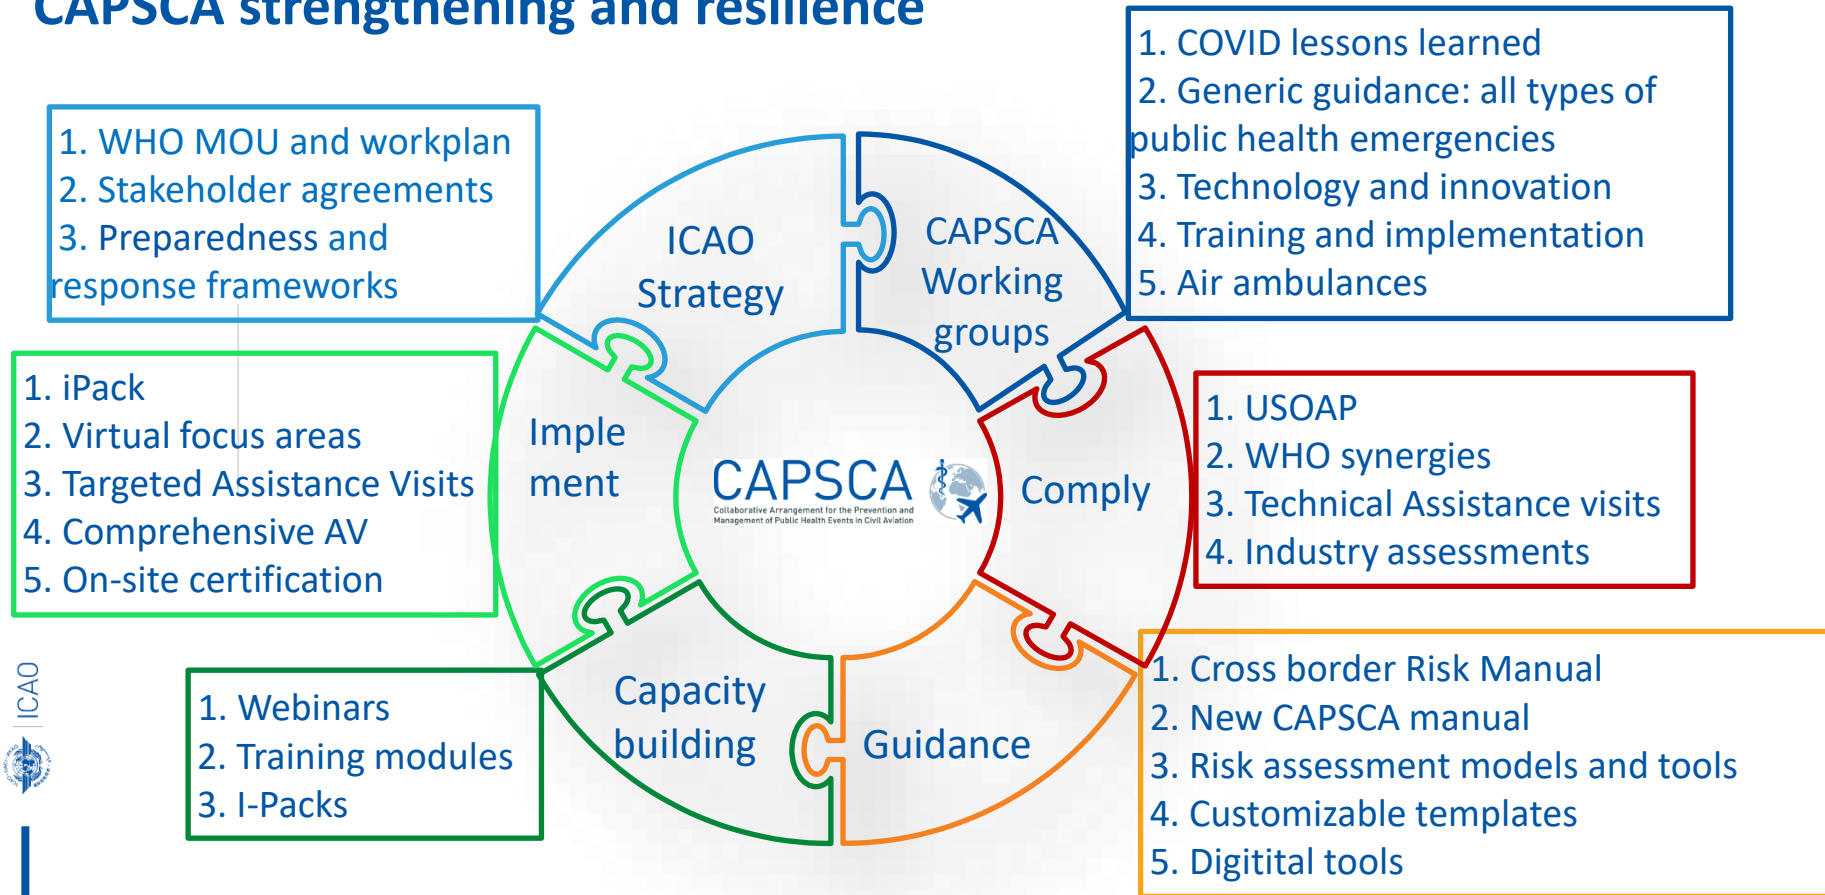 CAPSCA strengthening and resilience
1. WHO MOU and workplan
2. Stakeholder agreements
3. Preparedness and
response frameworks
1. COVID lessons learned
2. Generic guidance: all types of
public health emergencies
3. Technology and innovation
4. Training and implementation
5. Air ambulances
ICAO
Strategy
CAPSCA
Working
groups
1. iPack
2. Virtual focus areas
3. Targeted Assistance Visits
4. Comprehensive AV
5. On-site certification
Imple
ment
CAPSCA
Collaborative Arrangement for the Prevention and
Management of Public Health Events in Civil Aviation
Comply
1. USOAP
2. WHO synergies
3. Technical Assistance visits
4. Industry assessments
1. Webinars
2. Training modules
3. I-Packs
Capacity
building
Guidance
1. Cross border Risk Manual
2. New CAPSCA manual
3. Risk assessment models and tools
4. Customizable templates
5. Digitital tools
ICAO